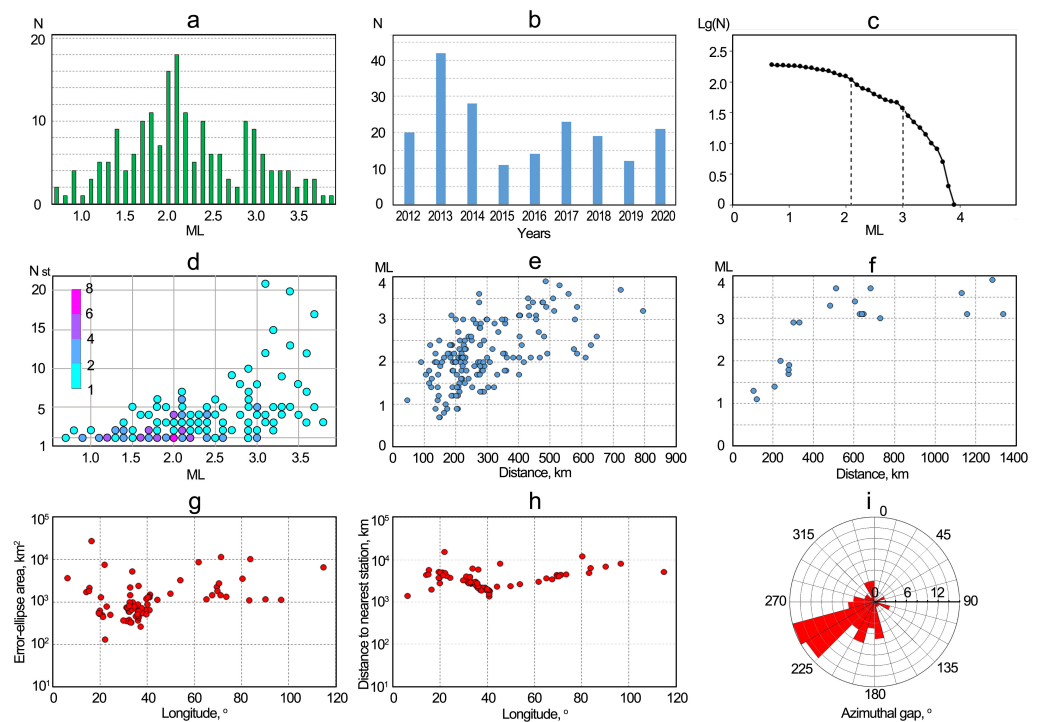 a
N
20
10
0
1.0 1.5 2.0 2.5 3.0 3.5
ML
b
N
40
30
20
10
0
2012 2013 2014 2015 2016 2017 2018 2019 2020
Years
c
Lg(N)
2.5
2.0
1.5
1.0
0.5
0
0 1 2 3 4
ML
d
N st
20
15
10
5
1
8
6
4
2
1
1.0 1.5 2.0 2.5 3.0 3.5
ML
e
ML
4
3
2
1
0
0 100 200 300 400 500 600 700 800 900
Distance, km
f
ML
4
3
2
1
0
0 200 400 600 800 1000 1200 1400
Distance, km
g
Error-ellipse area, km²
10⁵
10⁴
10³
10²
10¹
0 20 40 60 80 100 120
Longitude, °
h
Distance to nearest station, km
10⁵
10⁴
10³
10²
10¹
0 20 40 60 80 100 120
Longitude, °
i
0
315 45
270 0 6 12 90
225 135
180
Azimuthal gap, °